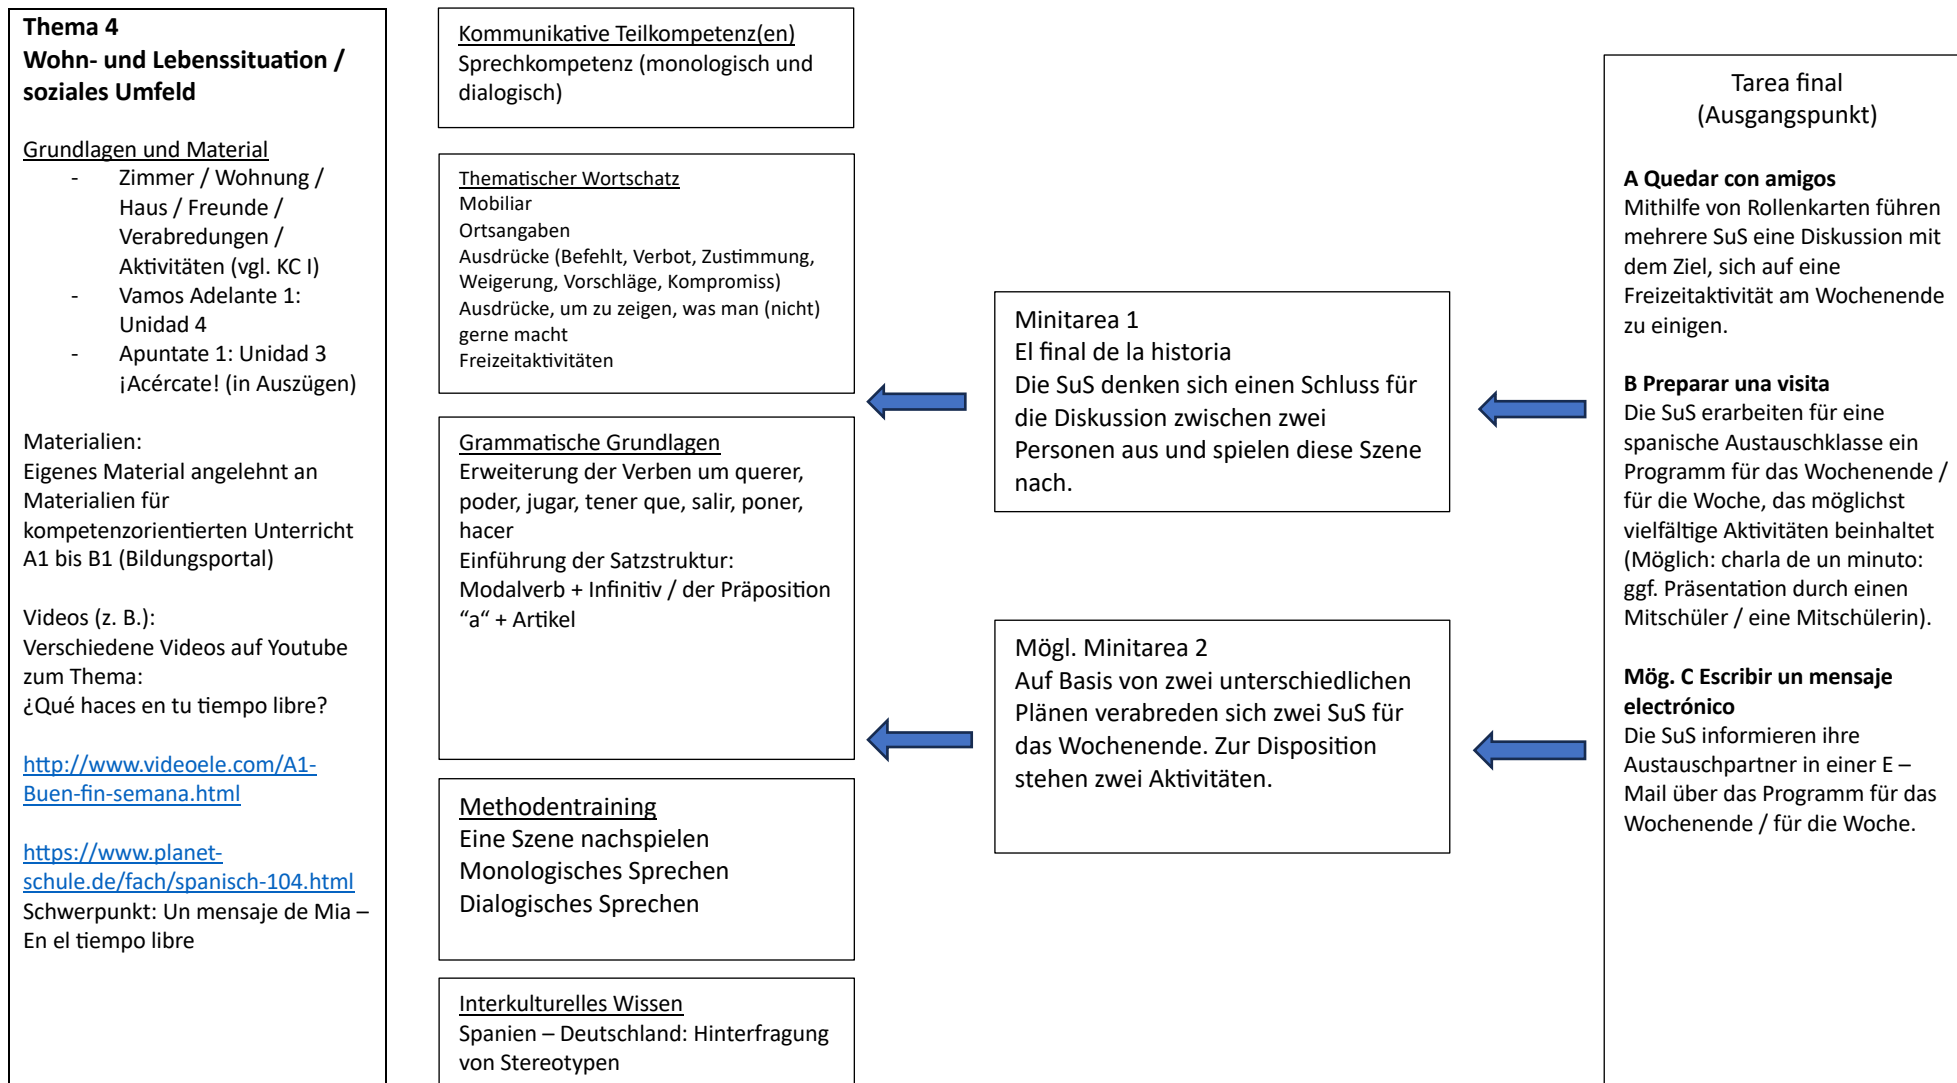 Thema 4
Wohn- und Lebenssituation /
soziales Umfeld
Grundlagen und Material
- Zimmer / Wohnung /
Haus / Freunde /
Verabredungen /
Aktivitäten (vgl. KC I)
- Vamos Adelante 1:
Unidad 4
- Apuntate 1: Unidad 3
¡Acércate! (in Auszügen)
Materialien:
Eigenes Material angelehnt an
Materialien für
kompetenzorientierten Unterricht
A1 bis B1 (Bildungsportal)
Videos (z. B.):
Verschiedene Videos auf Youtube
zum Thema:
¿Qué haces en tu tiempo libre?
http://www.videoele.com/A1-
Buen-fin-semana.html
https://www.planet-
schule.de/fach/spanisch-104.html
Schwerpunkt: Un mensaje de Mia –
En el tiempo libre
Kommunikative Teilkompetenz(en)
Sprechkompetenz (monologisch und
dialogisch)
Thematischer Wortschatz
Mobiliar
Ortsangaben
Ausdrücke (Befehlt, Verbot, Zustimmung,
Weigerung, Vorschläge, Kompromiss)
Ausdrücke, um zu zeigen, was man (nicht)
gerne macht
Freizeitaktivitäten
Grammatische Grundlagen
Erweiterung der Verben um querer,
poder, jugar, tener que, salir, poner,
hacer
Einführung der Satzstruktur:
Modalverb + Infinitiv / der Präposition
“a“ + Artikel
Methodentraining
Eine Szene nachspielen
Monologisches Sprechen
Dialogisches Sprechen
Interkulturelles Wissen
Spanien – Deutschland: Hinterfragung
von Stereotypen
Minitarea 1
El final de la historia
Die SuS denken sich einen Schluss für
die Diskussion zwischen zwei
Personen aus und spielen diese Szene
nach.
Mögl. Minitarea 2
Auf Basis von zwei unterschiedlichen
Plänen verabreden sich zwei SuS für
das Wochenende. Zur Disposition
stehen zwei Aktivitäten.
Tarea final
(Ausgangspunkt)
A Quedar con amigos
Mithilfe von Rollenkarten führen
mehrere SuS eine Diskussion mit
dem Ziel, sich auf eine
Freizeitaktivität am Wochenende
zu einigen.
B Preparar una visita
Die SuS erarbeiten für eine
spanische Austauschklasse ein
Programm für das Wochenende /
für die Woche, das möglichst
vielfältige Aktivitäten beinhaltet
(Möglich: charla de un minuto:
ggf. Präsentation durch einen
Mitschüler / eine Mitschülerin).
Mög. C Escribir un mensaje
electrónico
Die SuS informieren ihre
Austauschpartner in einer E –
Mail über das Programm für das
Wochenende / für die Woche.